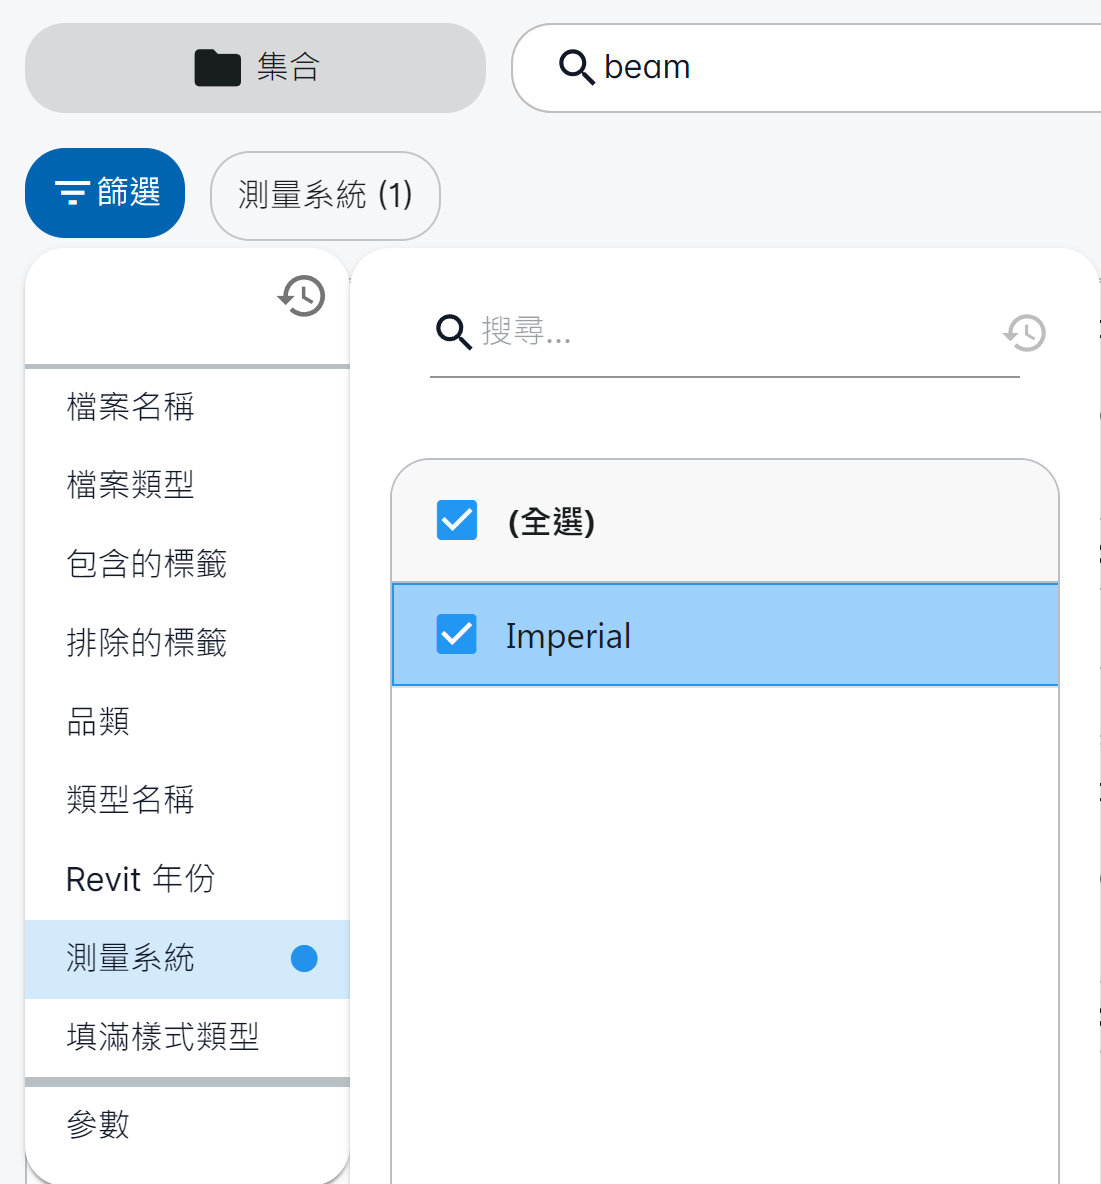 集合
beam
篩選
測量系統 (1)
搜尋...
檔案名稱
檔案類型
包含的標籤
排除的標籤
品類
類型名稱
Revit 年份
測量系統
填滿樣式類型
參數
(全選)
Imperial